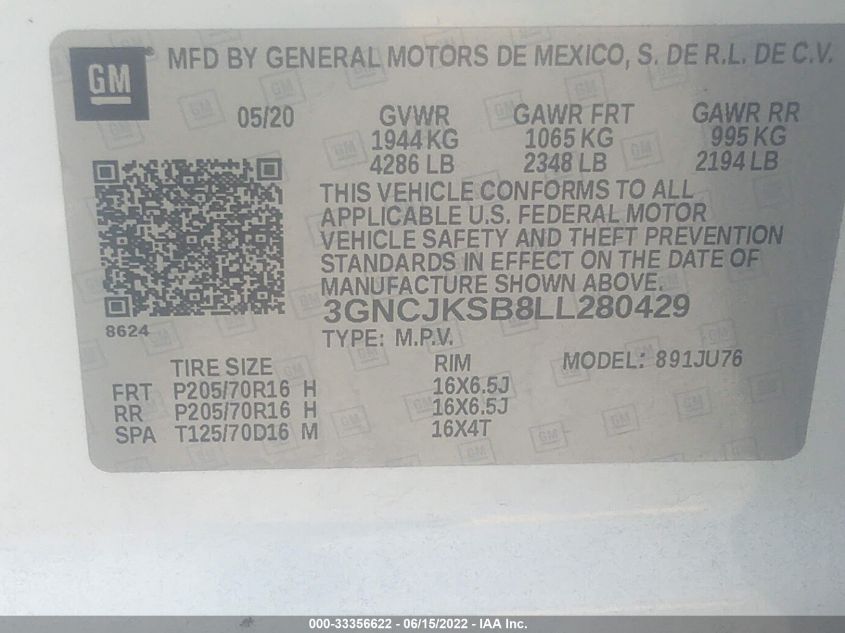 GM ® MFD BY GENERAL MOTORS DE MEXICO, S. DE R.L. DE C.V.
05/20 GVWR GAWR FRT GAWR RR
1944 KG 1065 KG 995 KG
4286 LB 2348 LB 2194 LB
THIS VEHICLE CONFORMS TO ALL
APPLICABLE U.S. FEDERAL MOTOR
VEHICLE SAFETY AND THEFT PREVENTION
STANDARDS IN EFFECT ON THE DATE OF
MANUFACTURE SHOWN ABOVE.
3GNCJKSB8LL280429
8624
TYPE: M.P.V.
TIRE SIZE RIM MODEL: 891JU76
FRT P205/70R16 H 16X6.5J
RR P205/70R16 H 16X6.5J
SPA T125/70D16 M 16X4T
000-33356622 - 06/15/2022 - IAA Inc.